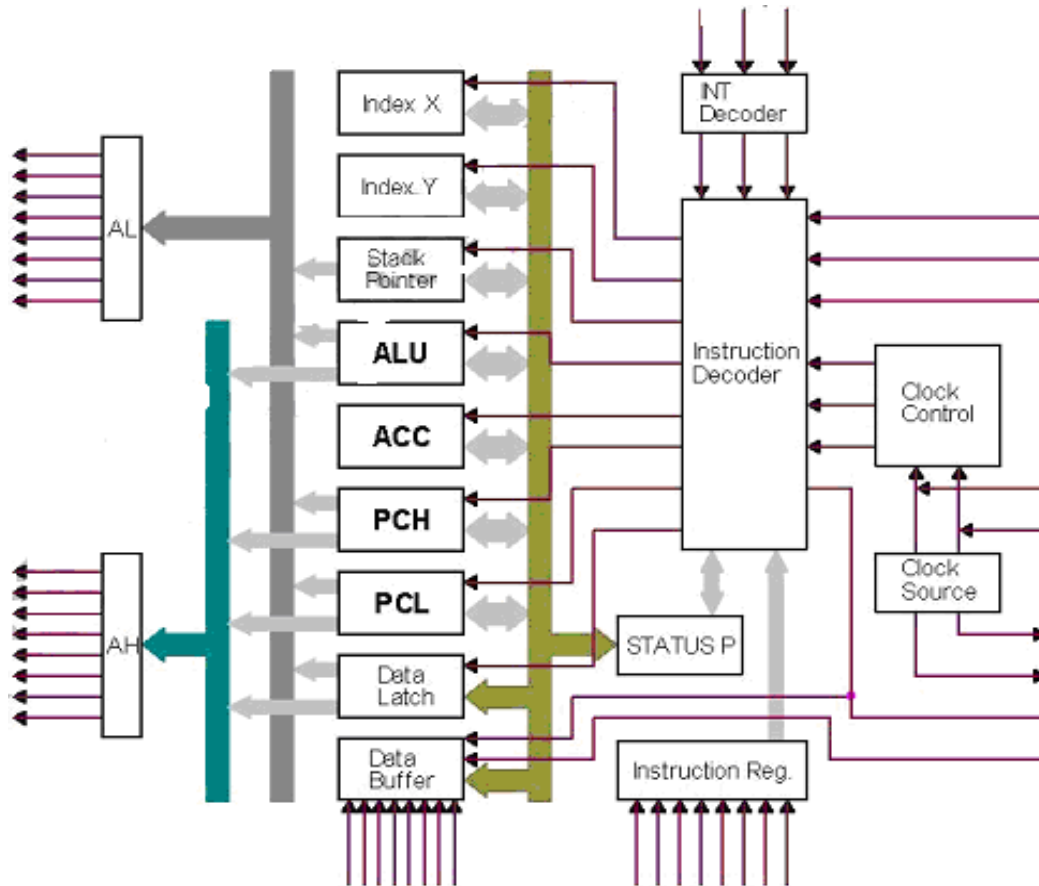 Index X
INT
Decoder
Index.Y
AL
Stack
Pointer
ALU
Instruction
Decoder
Clock
Control
ACC
PCH
Clock
Source
PCL
AH
STATUS P
Data
Latch
Data
Buffer
Instruction Reg.